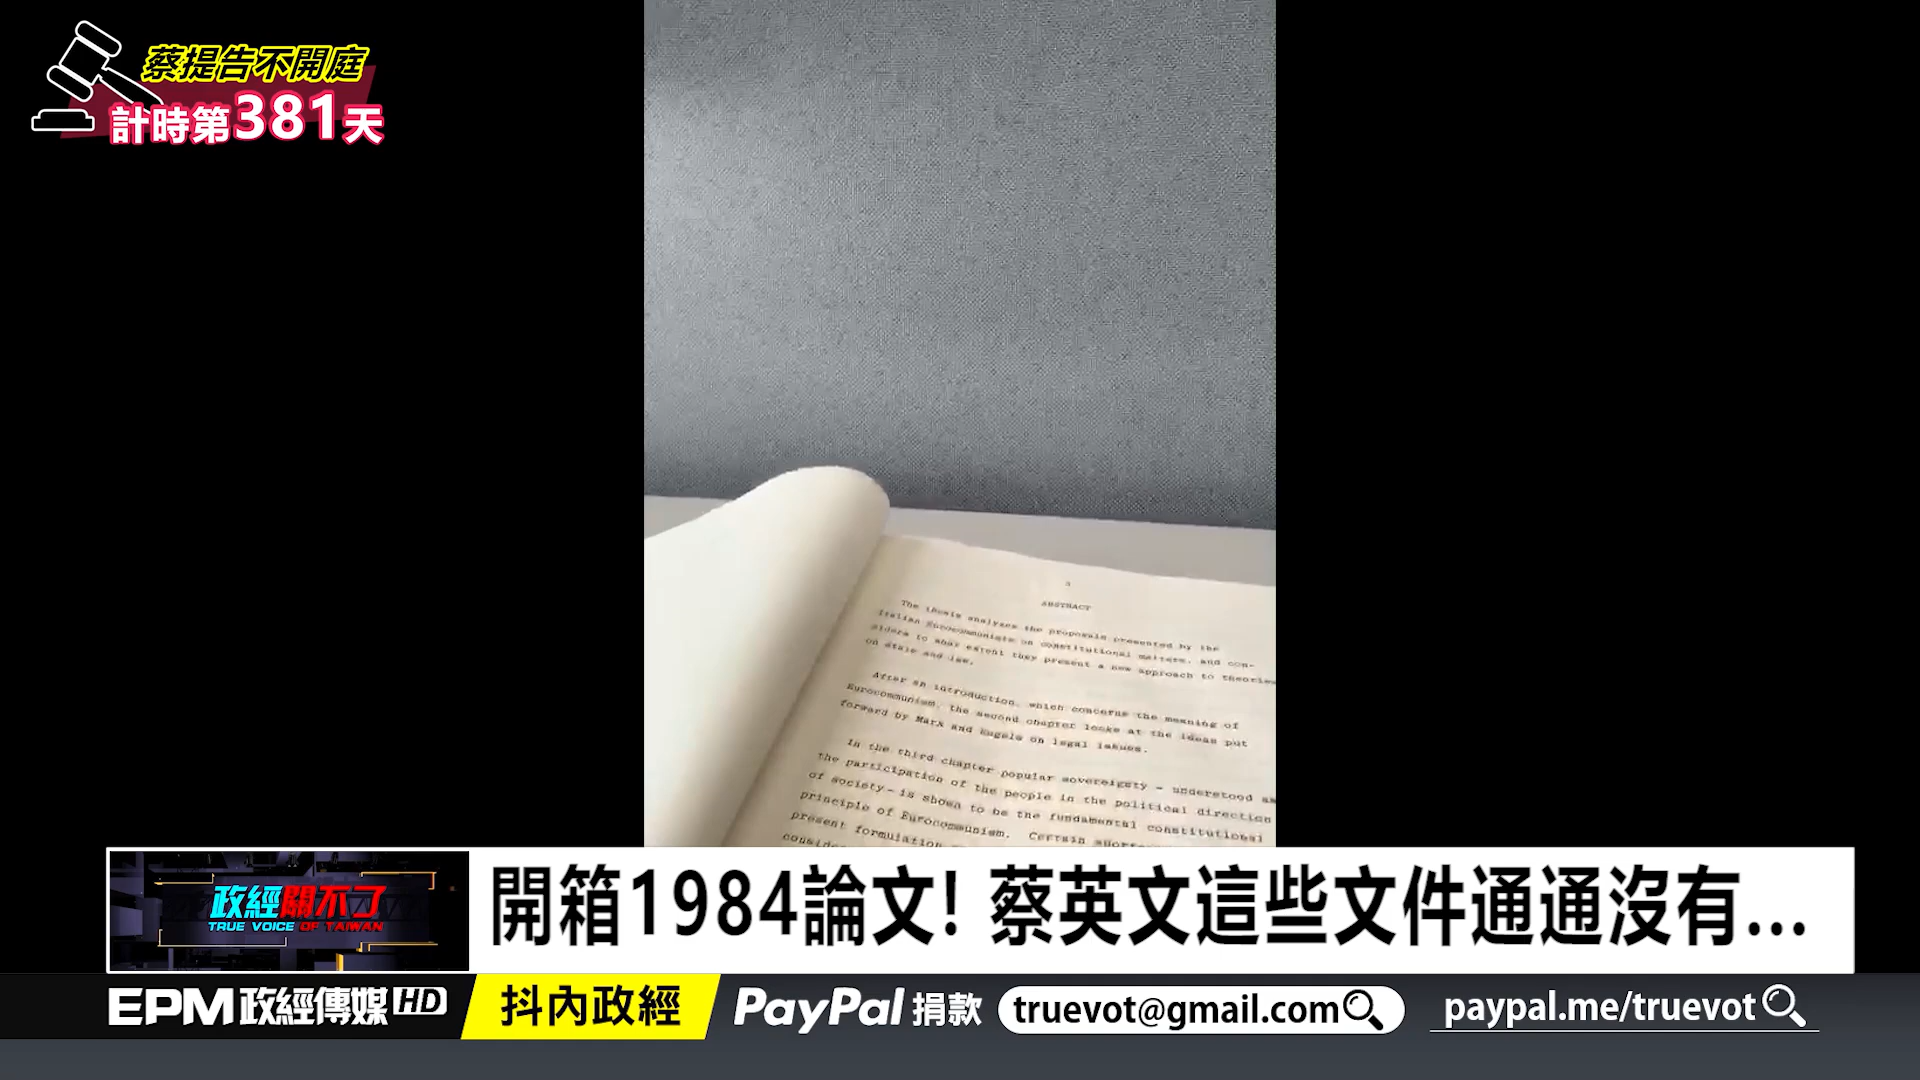 蔡提告不開庭
計時第381天
3
ABSTRACT
The thesis analyzes the proposals presented by the
Italian Eurocommunists on constitutional matters, and con-
siders to what extent they present a new approach to theories
on state and law.
After an introduction, which concerns the meaning of
Eurocommunism, the second chapter looks at the ideas put
forward by Marx and Engels on legal issues.
In the third chapter popular sovereignty - understood as
the participation of the people in the political direction
of society - is shown to be the fundamental constitutional
principle of Eurocommunism. Certain
present formulation
政經關不了
TRUE VOICE OF TAIWAN
開箱1984論文! 蔡英文這些文件通通沒有...
EPM政經傳媒HD 抖內政經 PayPal 捐款 truevot@gmail.com paypal.me/truevot